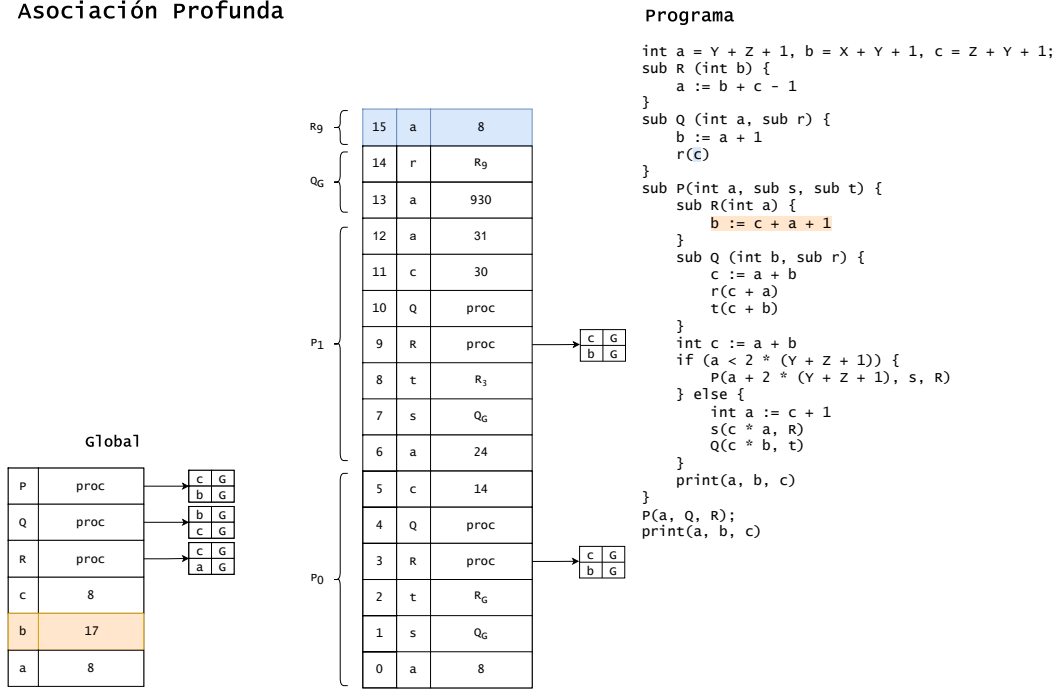 Asociación Profunda
Programa
int a = Y + Z + 1, b = X + Y + 1, c = Z + Y + 1;
sub R (int b) {
a := b + c - 1
}
sub Q (int a, sub r) {
b := a + 1
r(c)
}
sub P(int a, sub s, sub t) {
sub R(int a) {
b := c + a + 1
}
sub Q (int b, sub r) {
c := a + b
r(c + a)
t(c + b)
}
int c := a + b
if (a < 2 * (Y + Z + 1)) {
P(a + 2 * (Y + Z + 1), s, R)
} else {
int a := c + 1
s(c * a, R)
Q(c * b, t)
}
print(a, b, c)
}
P(a, Q, R);
print(a, b, c)
R9
15 a 8
QG
14 r R9
13 a 930
P1
12 a 31
11 c 30
10 Q proc
9 R proc
c G
b G
8 t R3
7 s QG
6 a 24
P0
5 c 14
4 Q proc
3 R proc
c G
b G
2 t RG
1 s QG
0 a 8
Global
P proc
c G
b G
Q proc
b G
c G
R proc
c G
a G
c 8
b 17
a 8